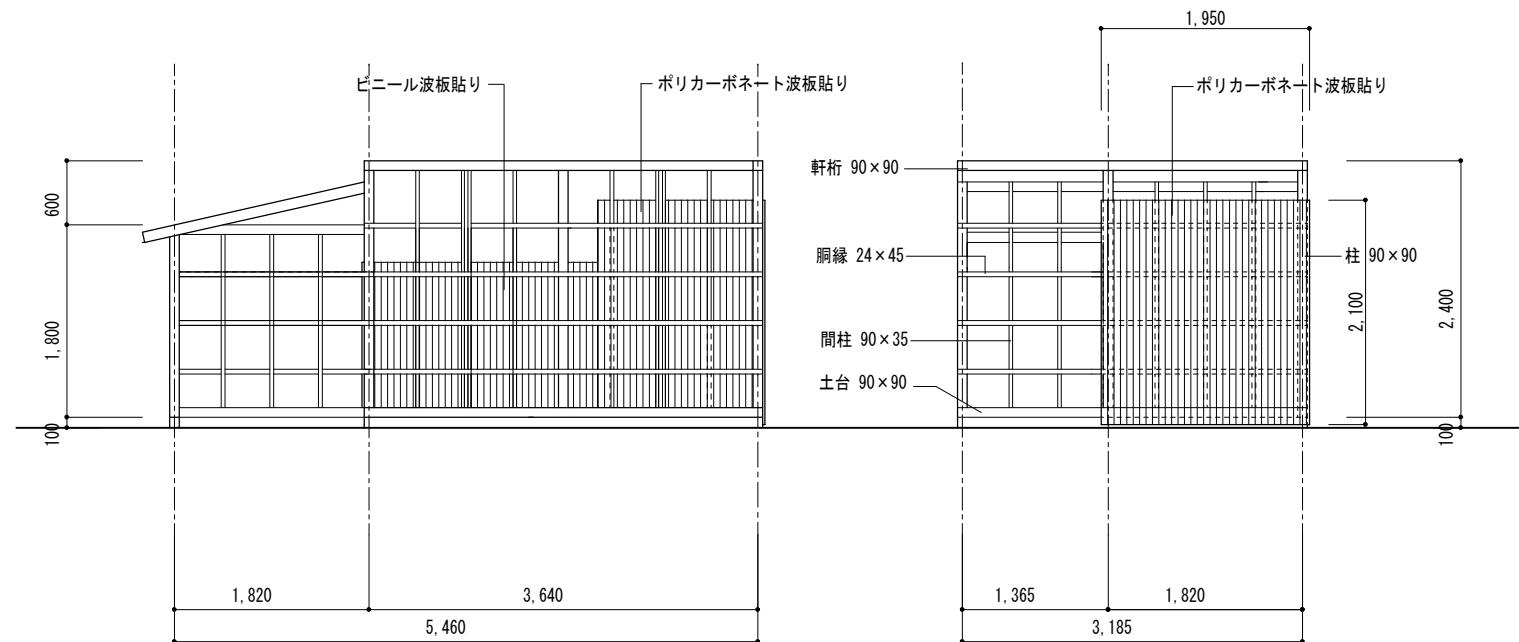 1,950
ビニール波板貼り
ポリカーボネート波板貼り
ポリカーボネート波板貼り
600
1,800
100
軒桁 90×90
胴縁 24×45
間柱 90×35
土台 90×90
柱 90×90
2,100
2,400
100
1,820
3,640
5,460
1,365
1,820
3,185